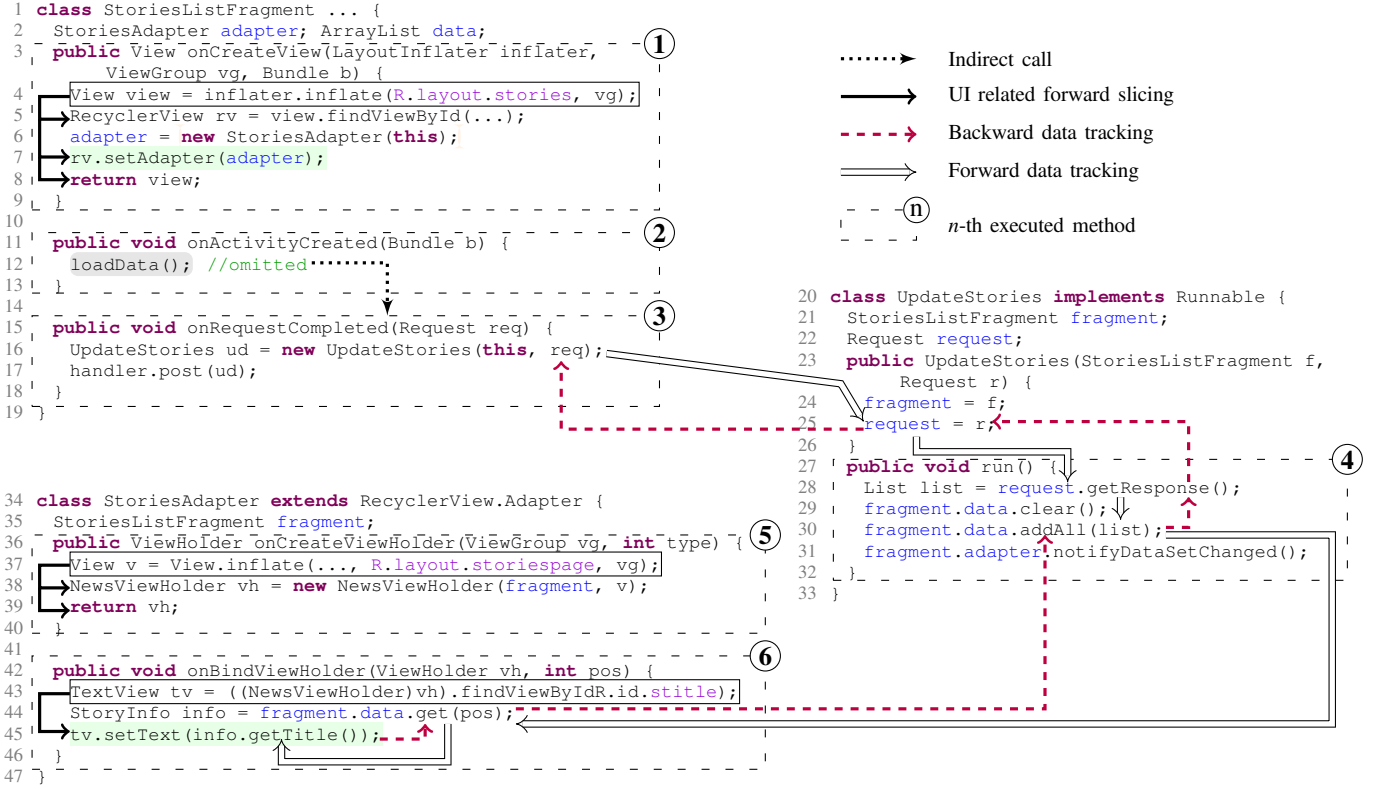 1 class StoriesListFragment ... {
2 StoriesAdapter adapter; ArrayList data;
3 public View onCreateView(LayoutInflater inflater,
ViewGroup vg, Bundle b) {
4 View view = inflater.inflate(R.layout.stories, vg);
5 RecyclerView rv = view.findViewById(...);
6 adapter = new StoriesAdapter(this);
7 rv.setAdapter(adapter);
8 return view;
9 }
1
10
11 public void onActivityCreated(Bundle b) {
12 loadData(); //omitted
13 }
2
14
15 public void onRequestCompleted(Request req) {
16 UpdateStories ud = new UpdateStories(this, req);
17 handler.post(ud);
18 }
19 }
3
Indirect call
UI related forward slicing
Backward data tracking
Forward data tracking
n
n-th executed method
20 class UpdateStories implements Runnable {
21 StoriesListFragment fragment;
22 Request request;
23 public UpdateStories(StoriesListFragment f,
Request r) {
24 fragment = f;
25 request = r;
26 }
27 public void run() {
28 List list = request.getResponse();
29 fragment.data.clear();
30 fragment.data.addAll(list);
31 fragment.adapter.notifyDataSetChanged();
32 }
33 }
4
34 class StoriesAdapter extends RecyclerView.Adapter {
35 StoriesListFragment fragment;
36 public ViewHolder onCreateViewHolder(ViewGroup vg, int type) {
37 View v = View.inflate(..., R.layout.storiespage, vg);
38 NewsViewHolder vh = new NewsViewHolder(fragment, v);
39 return vh;
40 }
5
41
42 public void onBindViewHolder(ViewHolder vh, int pos) {
43 TextView tv = ((NewsViewHolder)vh).findViewByIdR.id.stitle);
44 StoryInfo info = fragment.data.get(pos);
45 tv.setText(info.getTitle());
46 }
47 }
6